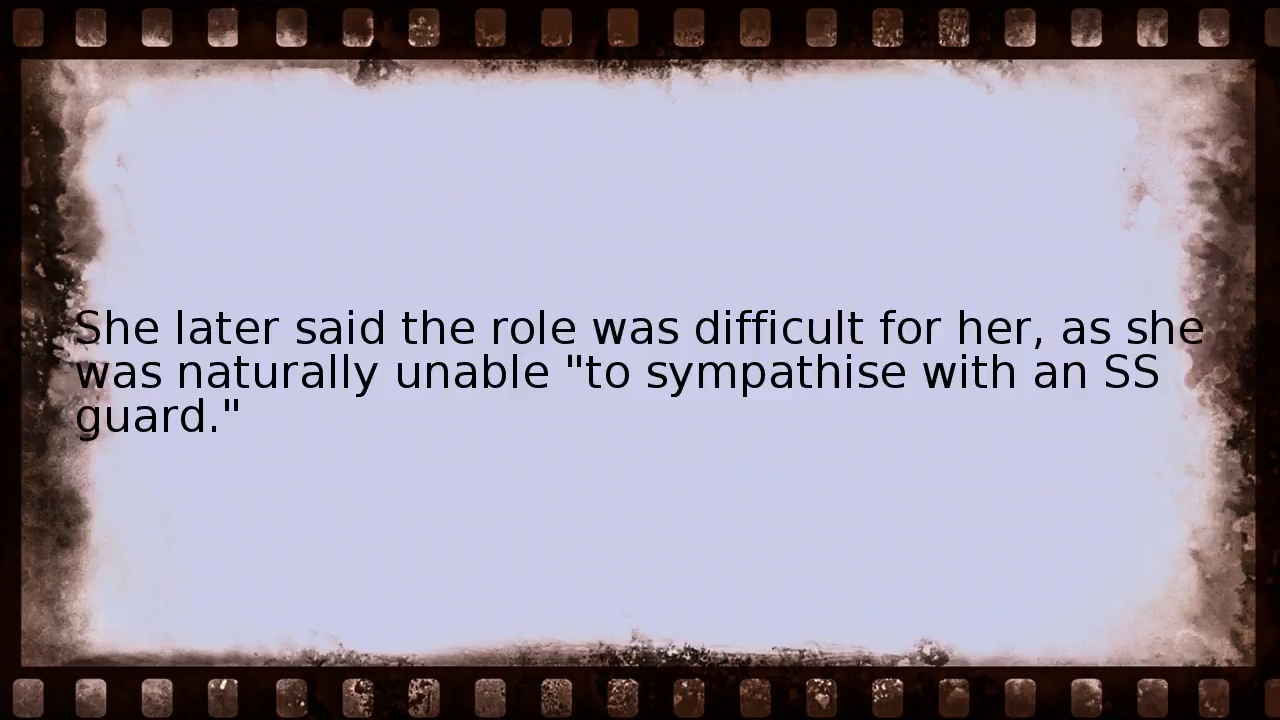 She later said the role was difficult for her, as she
was naturally unable "to sympathise with an SS
guard."